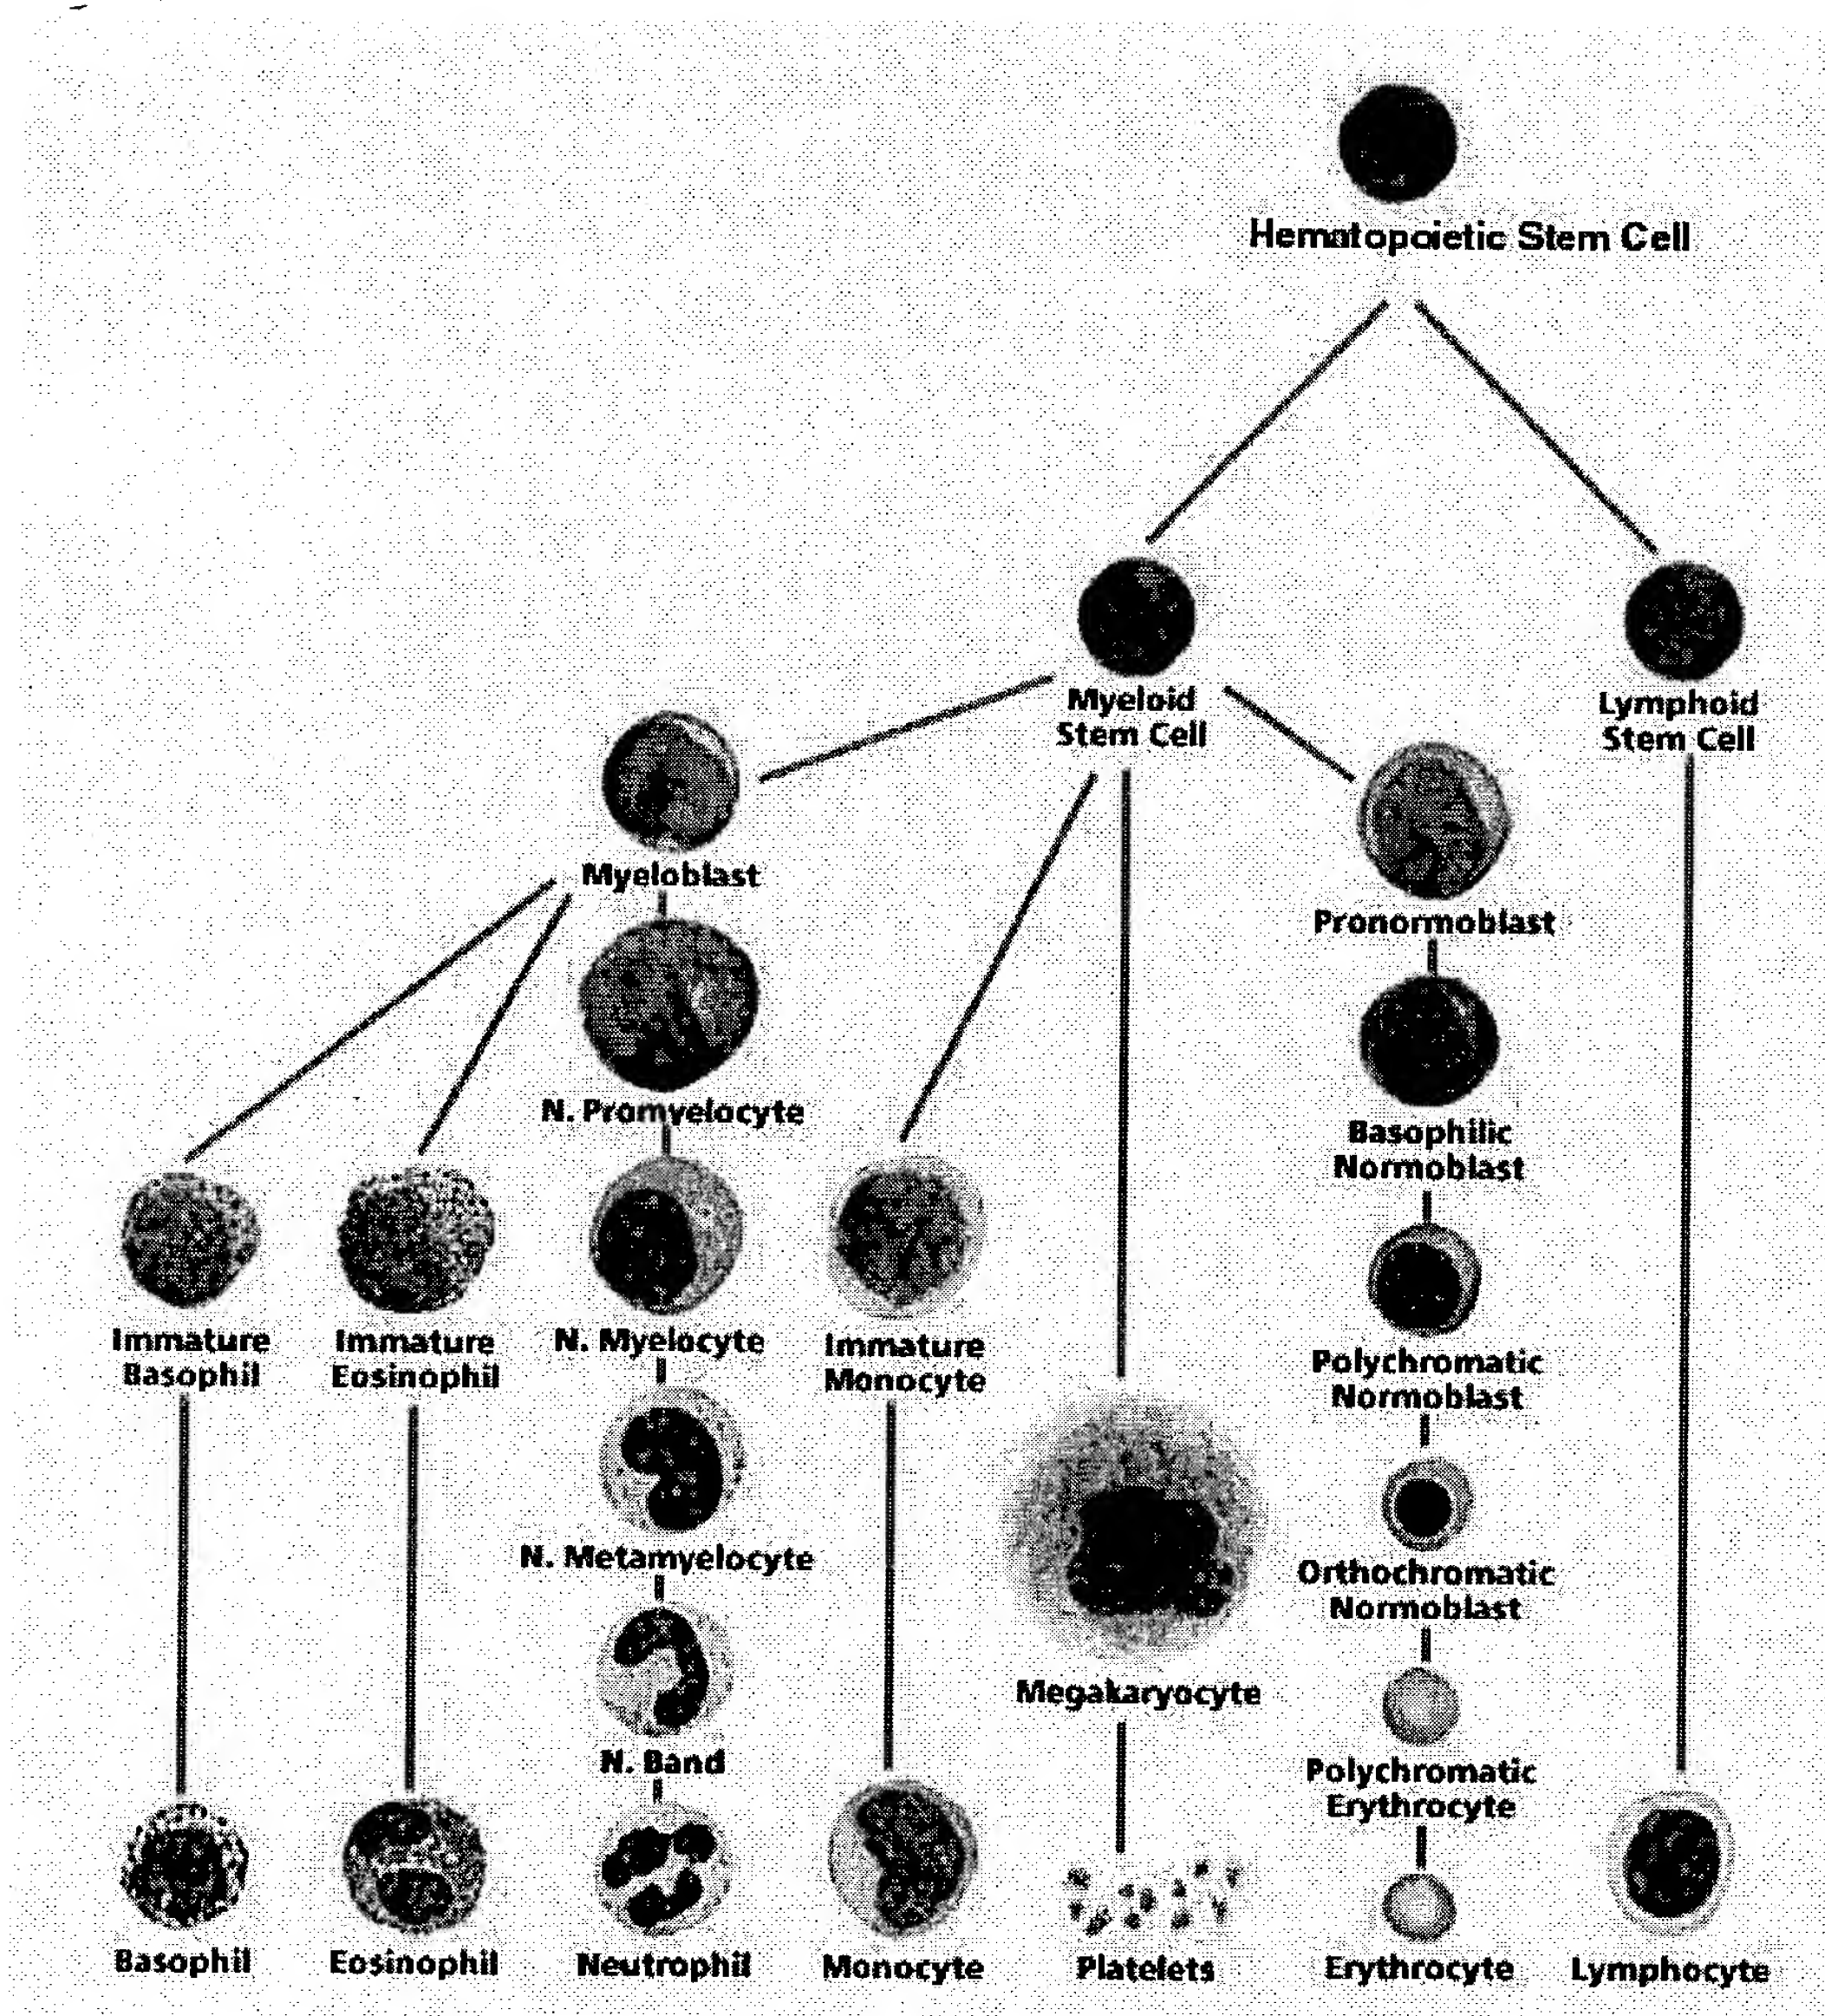 Hematopoietic Stem Cell
Myeloid
Stem Cell
Lymphoid
Stem Cell
Myeloblast
Pronormoblast
N. Promyelocyte
Basophilic
Normoblast
Immature
Basophil
Immature
Eosinophil
N. Myelocyte
Immature
Monocyte
Polychromatic
Normoblast
N. Metamyelocyte
Orthochromatic
Normoblast
Megakaryocyte
N. Band
Polychromatic
Erythrocyte
Basophil
Eosinophil
Neutrophil
Monocyte
Platelets
Erythrocyte
Lymphocyte